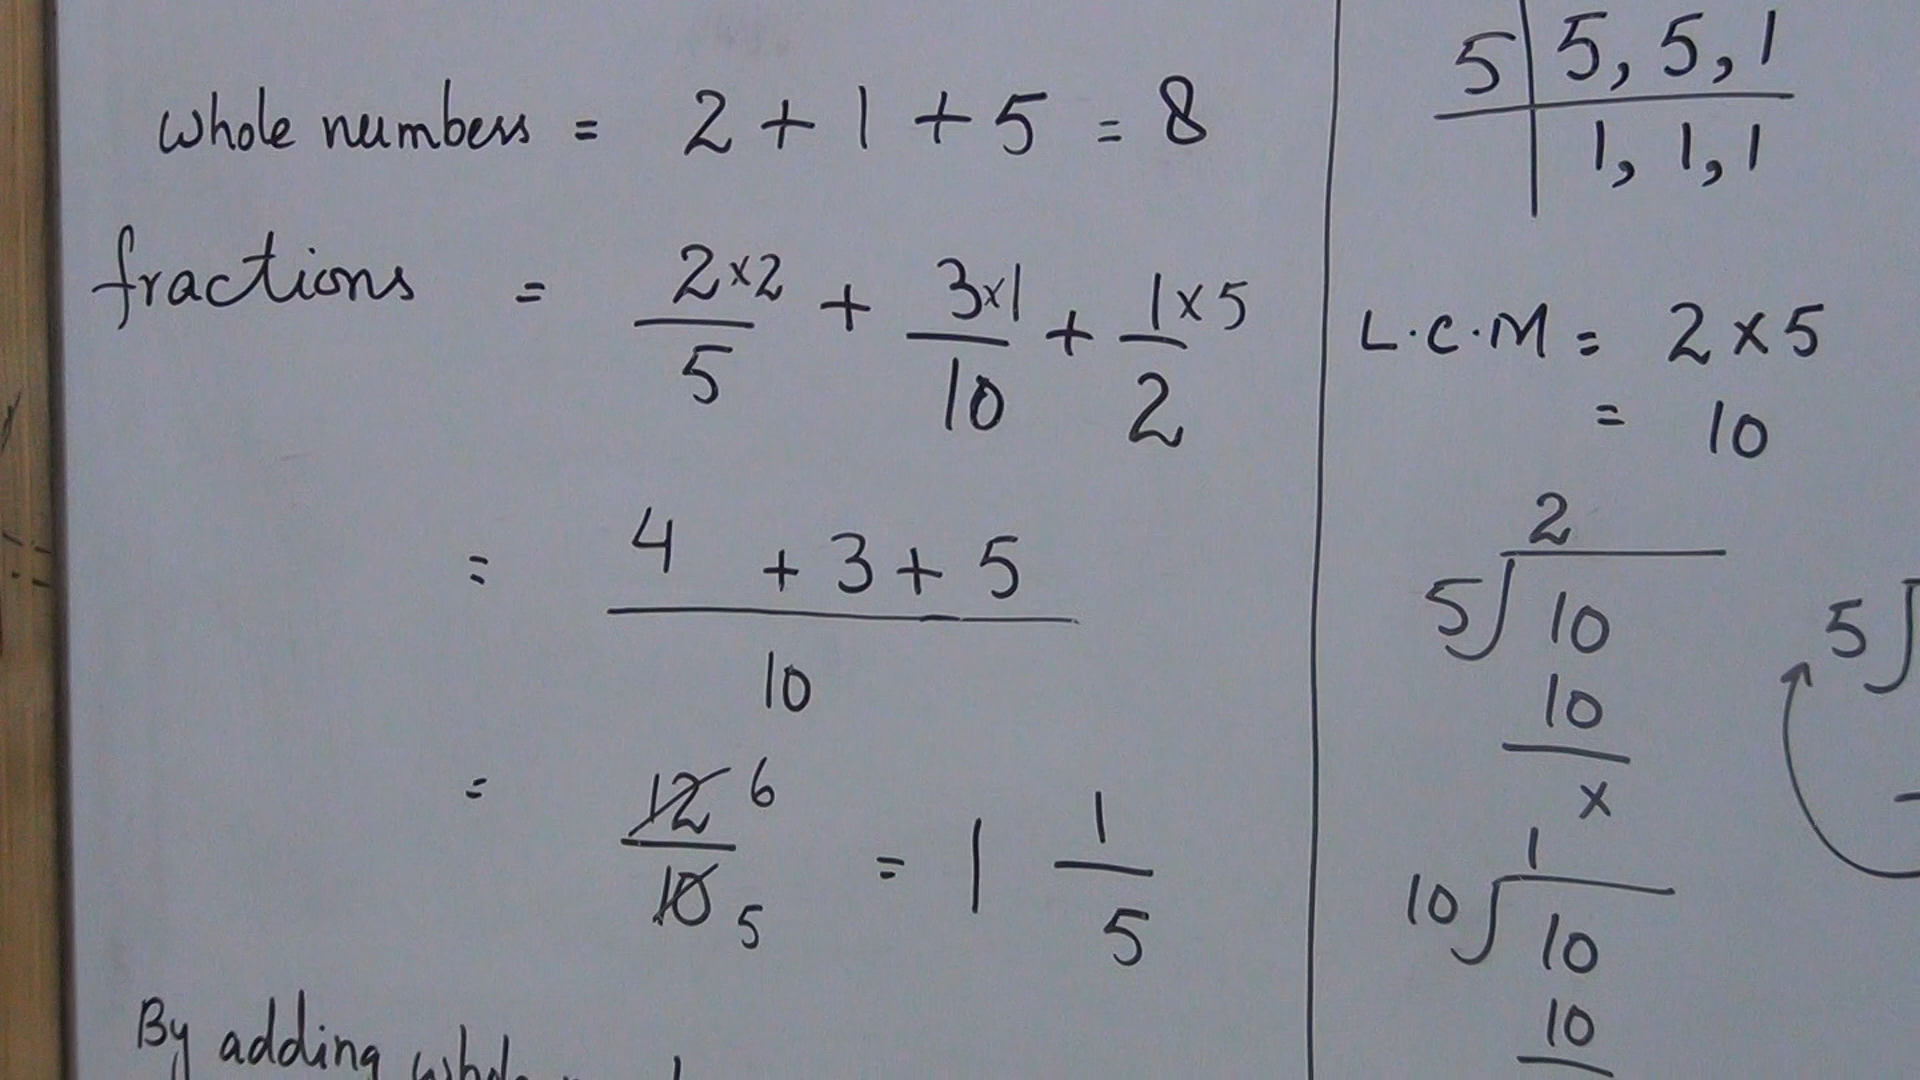 whole numbers = 2 + 1 + 5 = 8
fractions = 2×2/5 + 3×1/10 + 1×5/2
= 4 + 3 + 5 / 10
= 12 6 / 10 5 = 1 1/5
By adding whole
5 | 5, 5, 1
1, 1, 1
L.C.M = 2 × 5
= 10
2
5 ) 10
10
×
1
10 ) 10
10
5 )